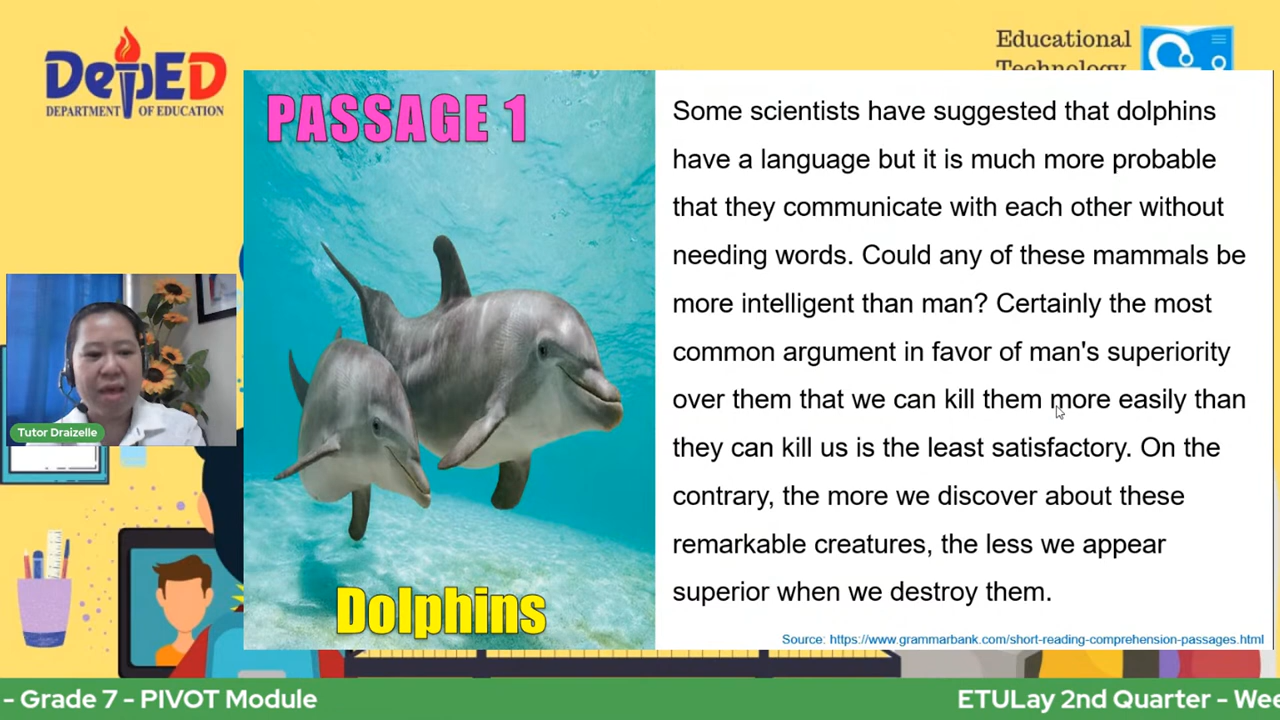 DepED
DEPARTMENT OF EDUCATION
Educational
Technology
PASSAGE 1
Some scientists have suggested that dolphins
have a language but it is much more probable
that they communicate with each other without
needing words. Could any of these mammals be
more intelligent than man? Certainly the most
common argument in favor of man's superiority
over them that we can kill them more easily than
they can kill us is the least satisfactory. On the
contrary, the more we discover about these
remarkable creatures, the less we appear
superior when we destroy them.
Dolphins
Source: https://www.grammarbank.com/short-reading-comprehension-passages.html
Tutor Draizelle
- Grade 7 - PIVOT Module
ETULay 2nd Quarter - Wee